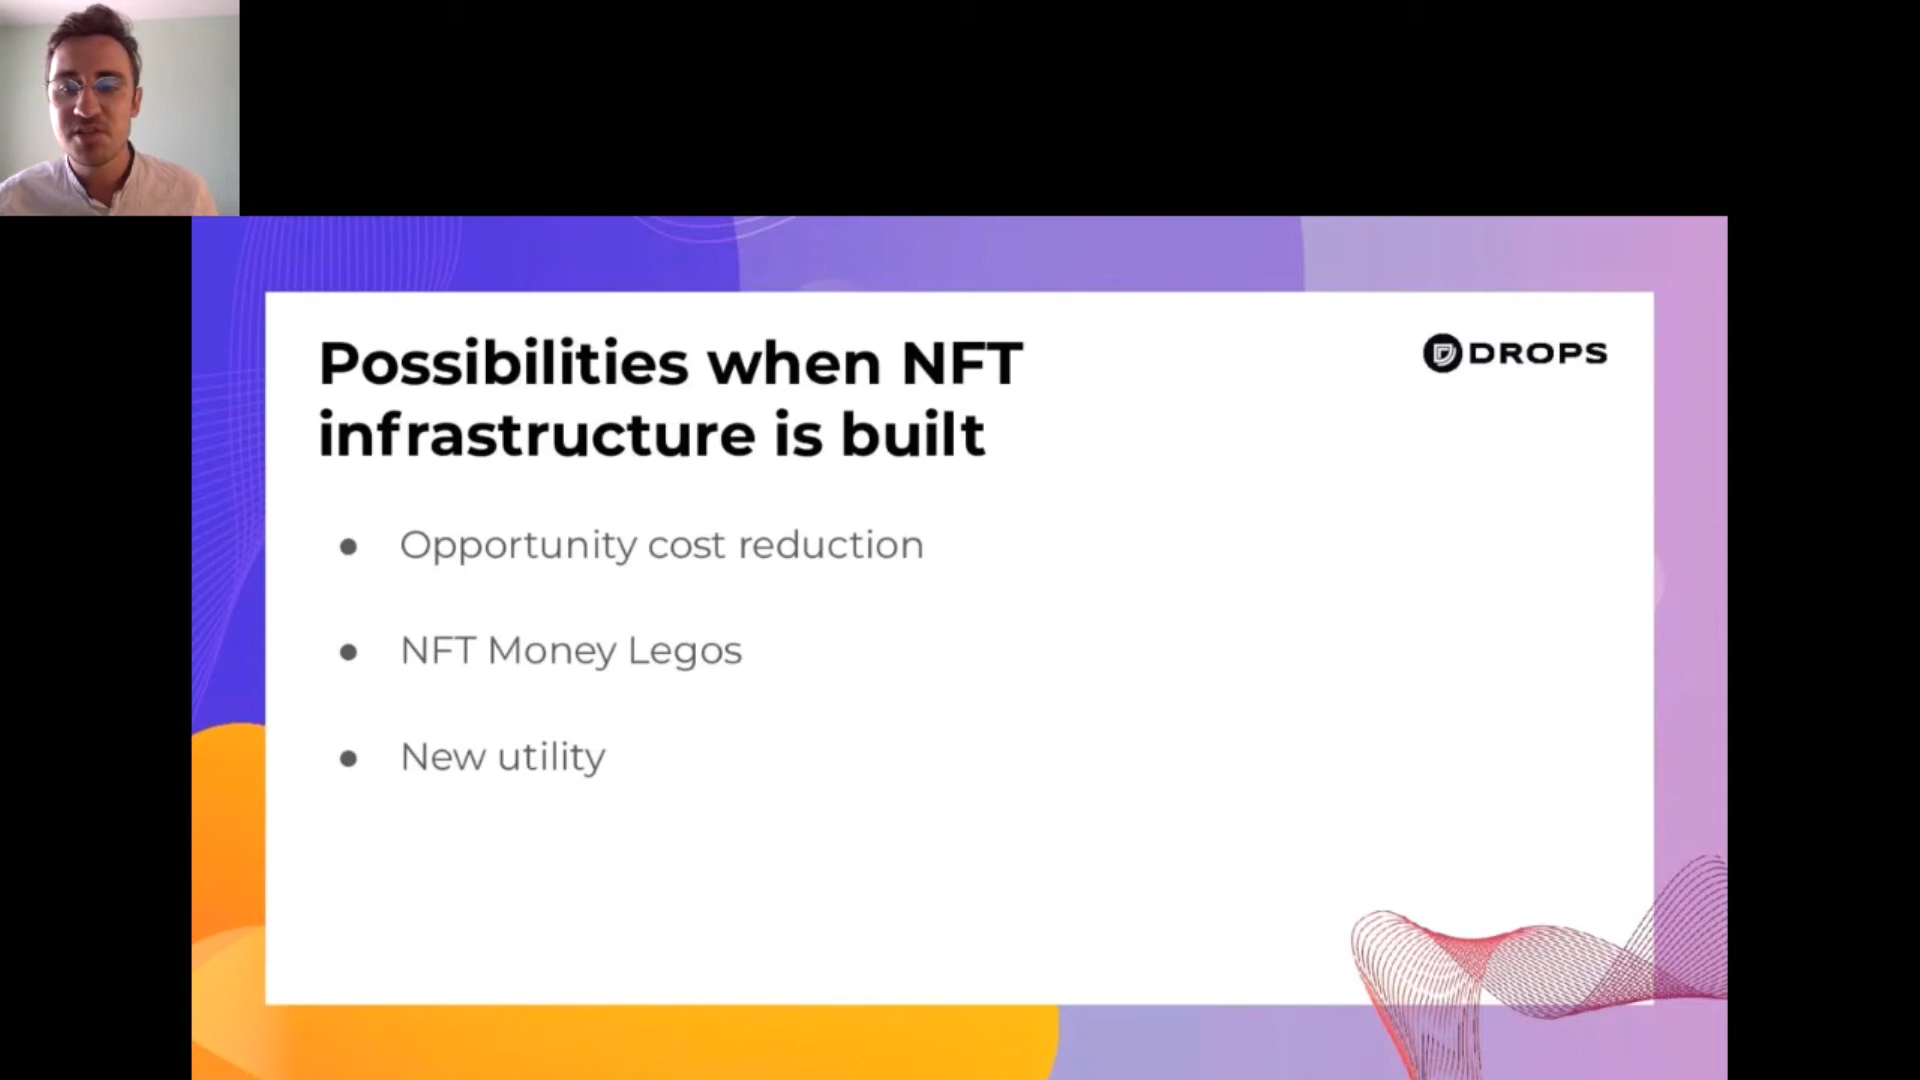 Possibilities when NFT
infrastructure is built
DROPS
● Opportunity cost reduction
● NFT Money Legos
● New utility